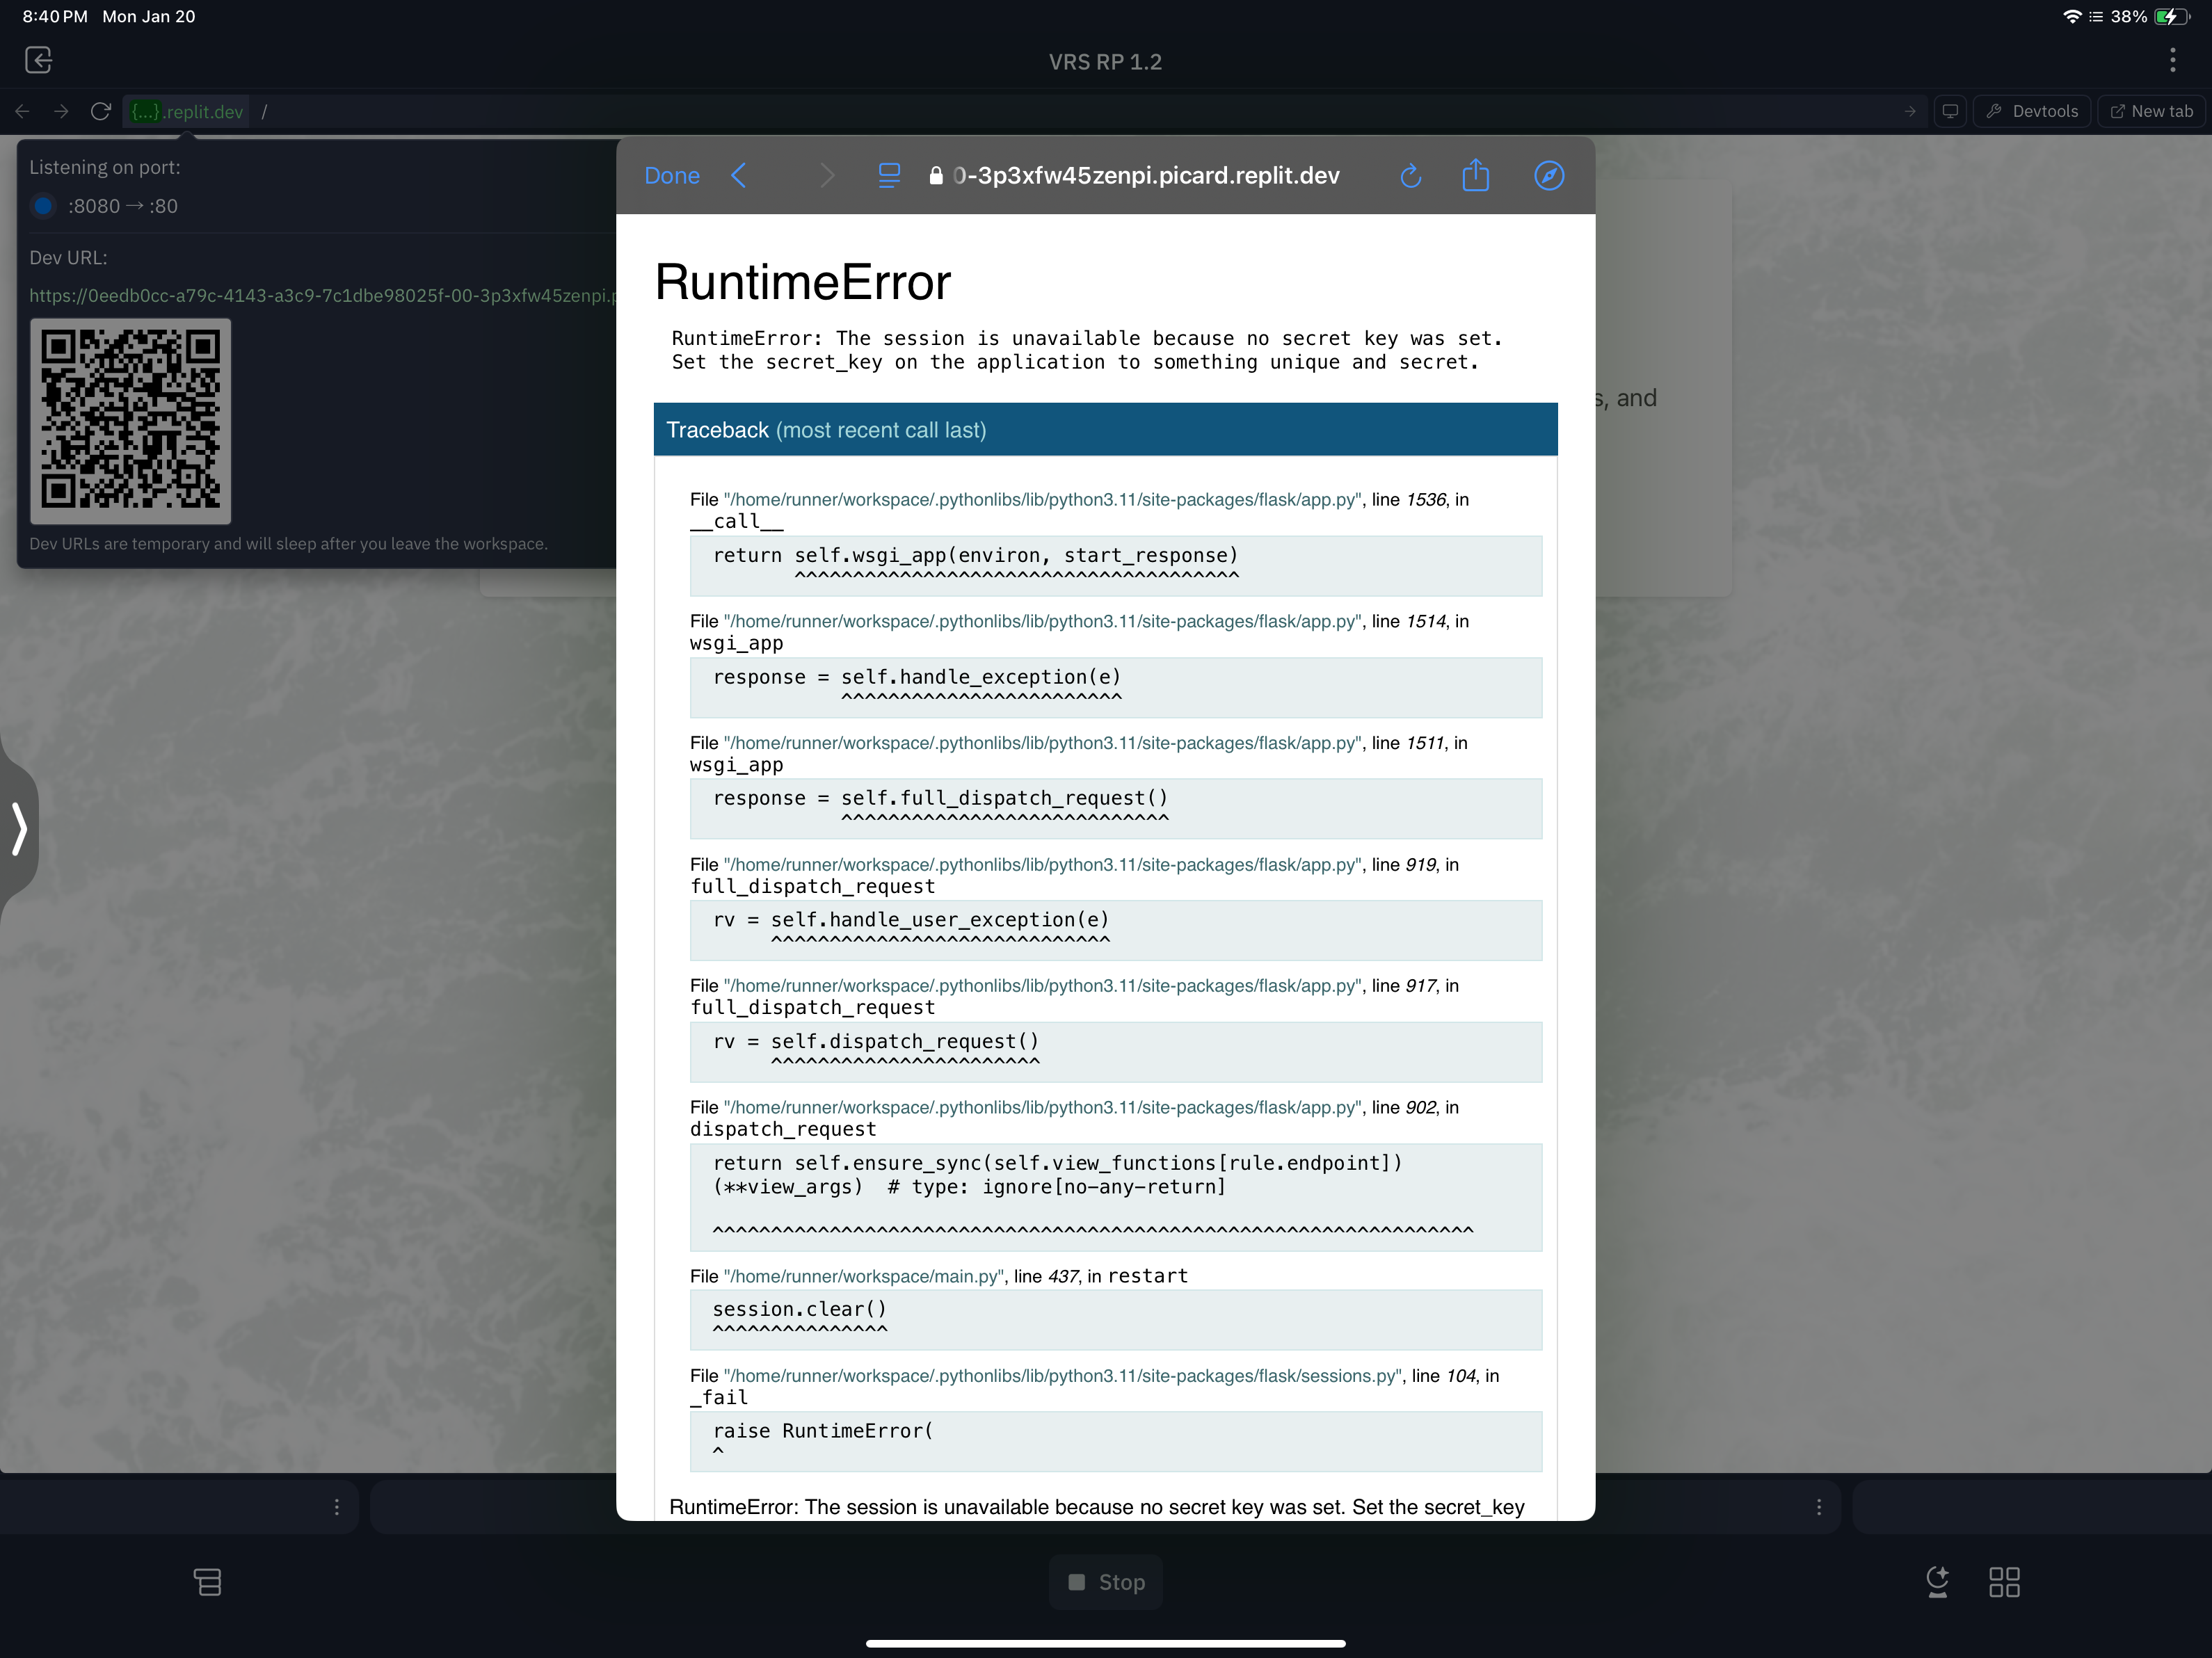 8:40 PM Mon Jan 20
38%
VRS RP 1.2
{...}.replit.dev /
Devtools
New tab
Listening on port:
:8080 → :80
Dev URL:
https://0eedb0cc-a79c-4143-a3c9-7c1dbe98025f-00-3p3xfw45zenpi.p
Dev URLs are temporary and will sleep after you leave the workspace.
Done
0-3p3xfw45zenpi.picard.replit.dev
s, and
RuntimeError
RuntimeError: The session is unavailable because no secret key was set.
Set the secret_key on the application to something unique and secret.
Traceback (most recent call last)
File "/home/runner/workspace/.pythonlibs/lib/python3.11/site-packages/flask/app.py", line 1536, in
__call__
return self.wsgi_app(environ, start_response)
^^^^^^^^^^^^^^^^^^^^^^^^^^^^^^^^^^^^^^
File "/home/runner/workspace/.pythonlibs/lib/python3.11/site-packages/flask/app.py", line 1514, in
wsgi_app
response = self.handle_exception(e)
^^^^^^^^^^^^^^^^^^^^^^^^
File "/home/runner/workspace/.pythonlibs/lib/python3.11/site-packages/flask/app.py", line 1511, in
wsgi_app
response = self.full_dispatch_request()
^^^^^^^^^^^^^^^^^^^^^^^^^^^^
File "/home/runner/workspace/.pythonlibs/lib/python3.11/site-packages/flask/app.py", line 919, in
full_dispatch_request
rv = self.handle_user_exception(e)
^^^^^^^^^^^^^^^^^^^^^^^^^^^^^
File "/home/runner/workspace/.pythonlibs/lib/python3.11/site-packages/flask/app.py", line 917, in
full_dispatch_request
rv = self.dispatch_request()
^^^^^^^^^^^^^^^^^^^^^^^
File "/home/runner/workspace/.pythonlibs/lib/python3.11/site-packages/flask/app.py", line 902, in
dispatch_request
return self.ensure_sync(self.view_functions[rule.endpoint])
(**view_args)  # type: ignore[no-any-return]
^^^^^^^^^^^^^^^^^^^^^^^^^^^^^^^^^^^^^^^^^^^^^^^^^^^^^^^^^^^^^^^^^
File "/home/runner/workspace/main.py", line 437, in restart
session.clear()
^^^^^^^^^^^^^^^
File "/home/runner/workspace/.pythonlibs/lib/python3.11/site-packages/flask/sessions.py", line 104, in
_fail
raise RuntimeError(
^
RuntimeError: The session is unavailable because no secret key was set. Set the secret_key
Stop